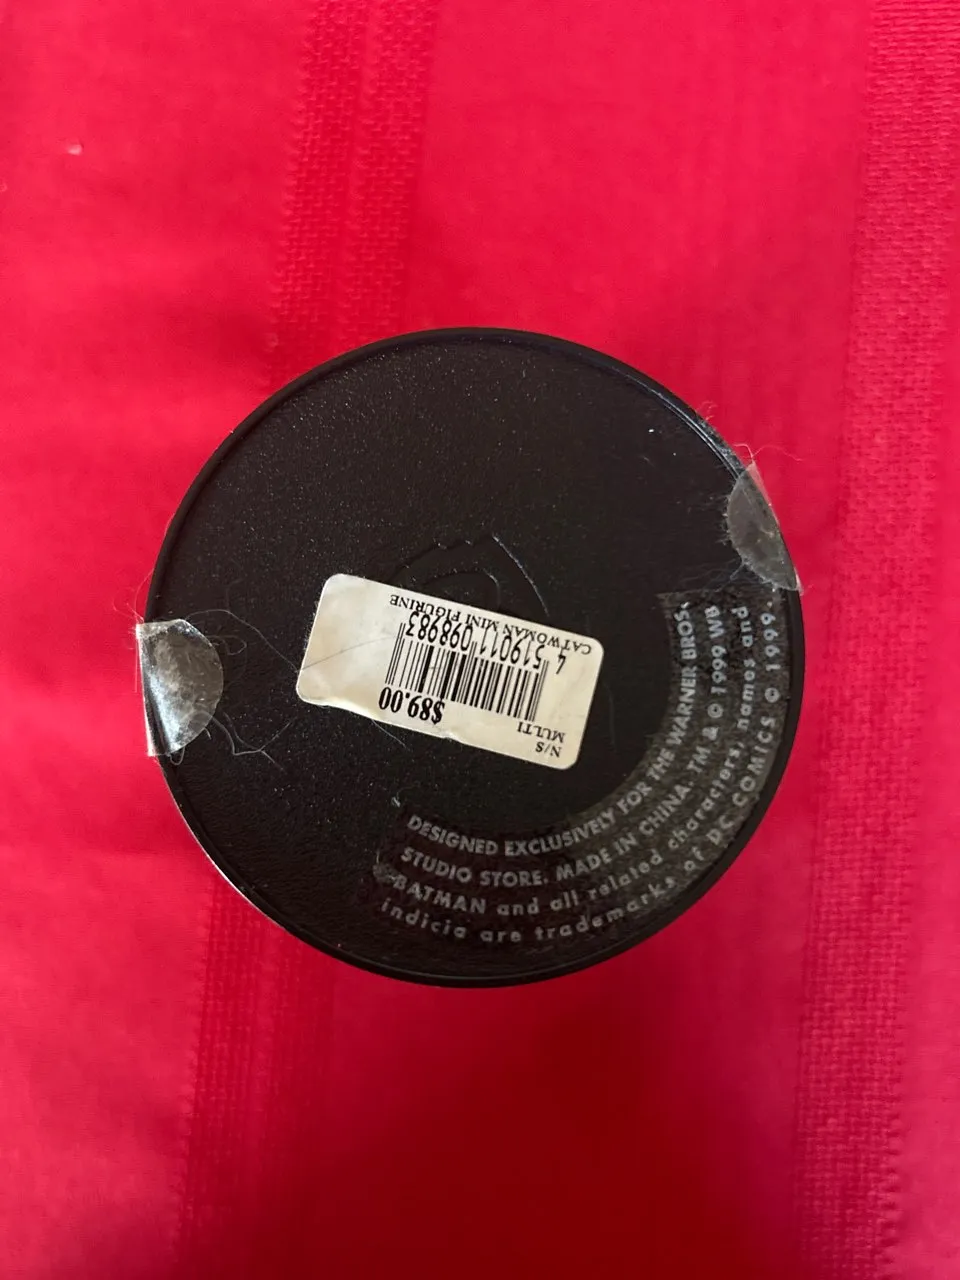 N/S
MULTI
$89.00
4 519011 098983
CATWOMAN MINI FIGURINE
DESIGNED EXCLUSIVELY FOR THE WARNER BROS.
STUDIO STORE. MADE IN CHINA. TM & © 1999 WB
BATMAN and all related characters, names and
indicia are trademarks of DC COMICS © 1999.